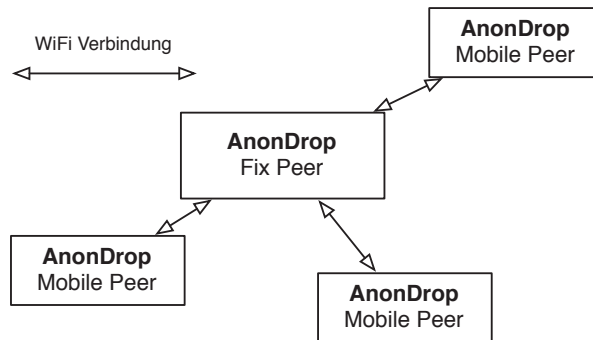 WiFi Verbindung
AnonDrop
Mobile Peer
AnonDrop
Fix Peer
AnonDrop
Mobile Peer
AnonDrop
Mobile Peer